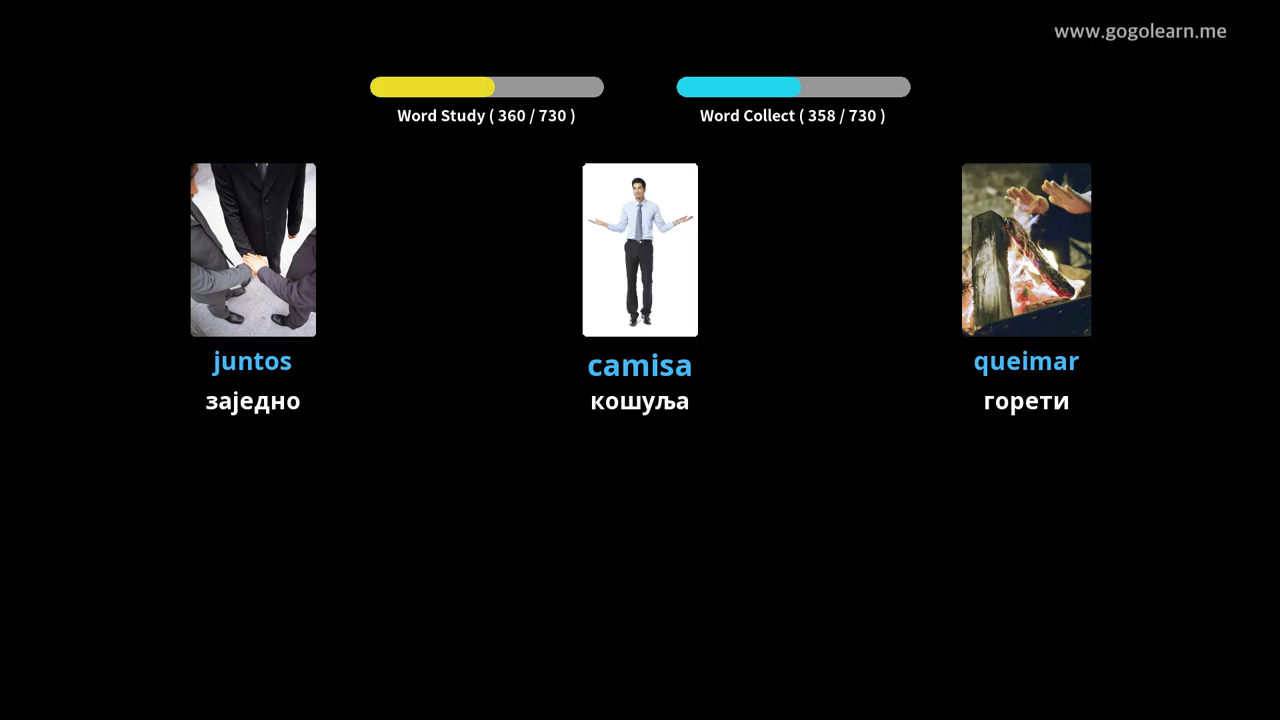 www.gogolearn.me
Word Study ( 360 / 730 )
Word Collect ( 358 / 730 )
juntos
camisa
queimar
заједно
кошуља
горети